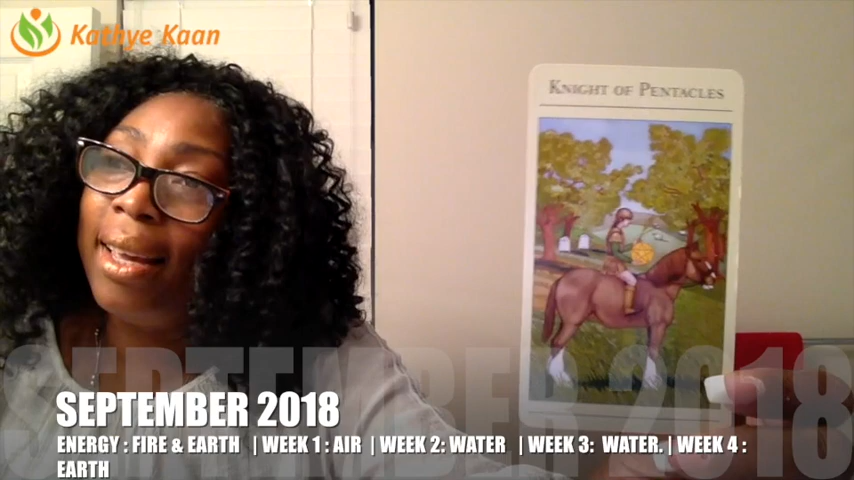 Kathye Kaan
KNIGHT OF PENTACLES
SEPTEMBER 2018
SEPTEMBER 2018
ENERGY : FIRE & EARTH | WEEK 1 : AIR | WEEK 2: WATER | WEEK 3: WATER. | WEEK 4 :
EARTH